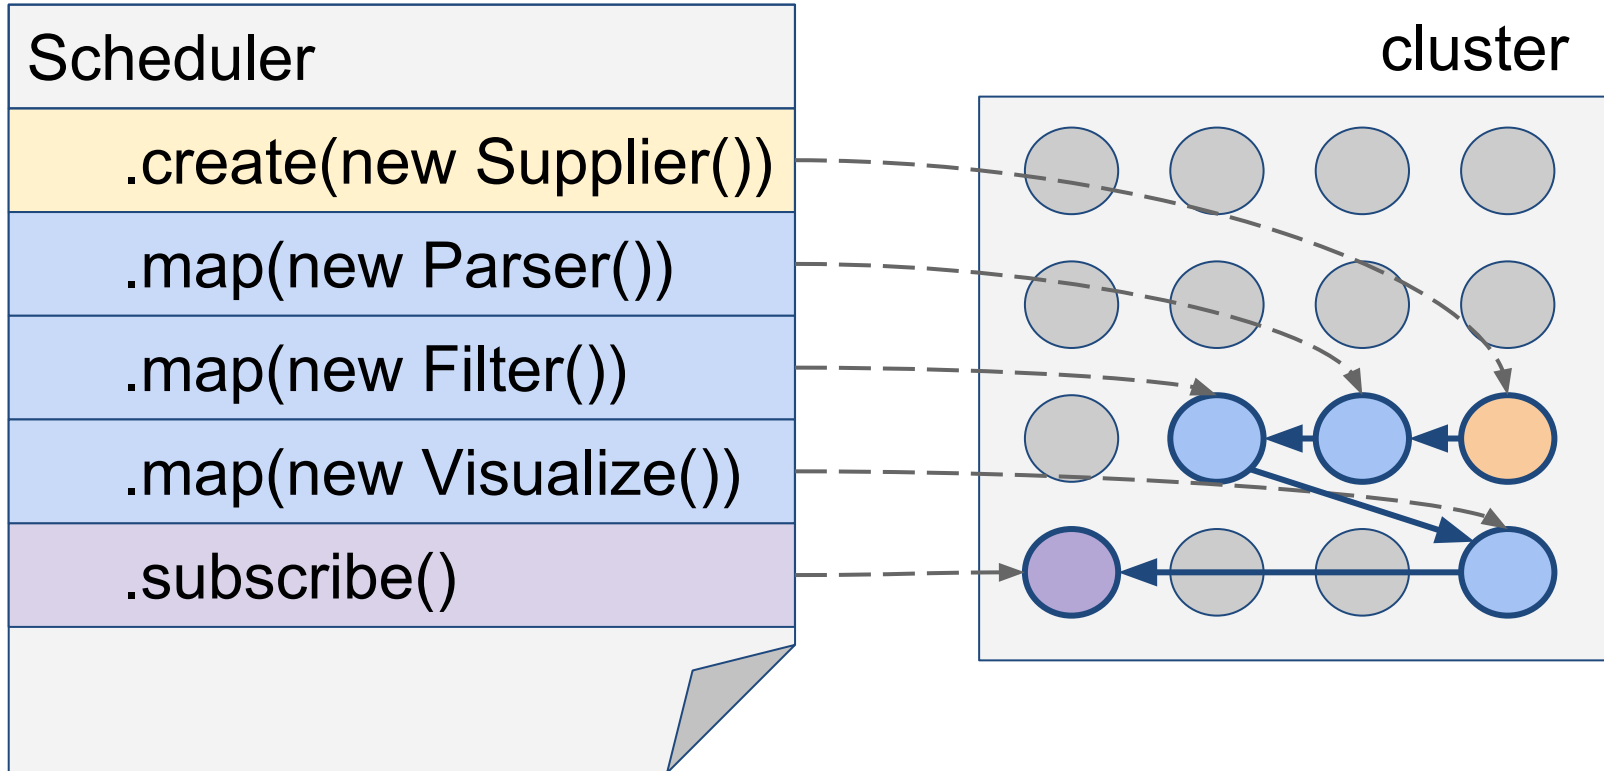 Scheduler
cluster
.create(new Supplier())
.map(new Parser())
.map(new Filter())
.map(new Visualize())
.subscribe()